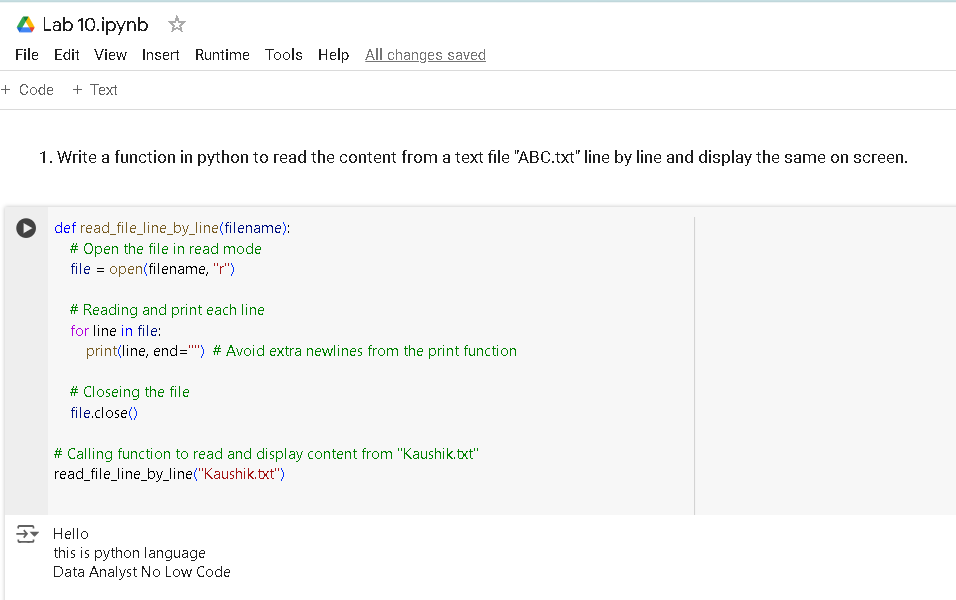 Lab 10.ipynb
File Edit View Insert Runtime Tools Help All changes saved
+ Code + Text
1. Write a function in python to read the content from a text file "ABC.txt" line by line and display the same on screen.
def read_file_line_by_line(filename):
    # Open the file in read mode
    file = open(filename, "r")
    # Reading and print each line
    for line in file:
        print(line, end="") # Avoid extra newlines from the print function
    # Closeing the file
    file.close()
# Calling function to read and display content from "Kaushik.txt"
read_file_line_by_line("Kaushik.txt")
Hello
this is python language
Data Analyst No Low Code